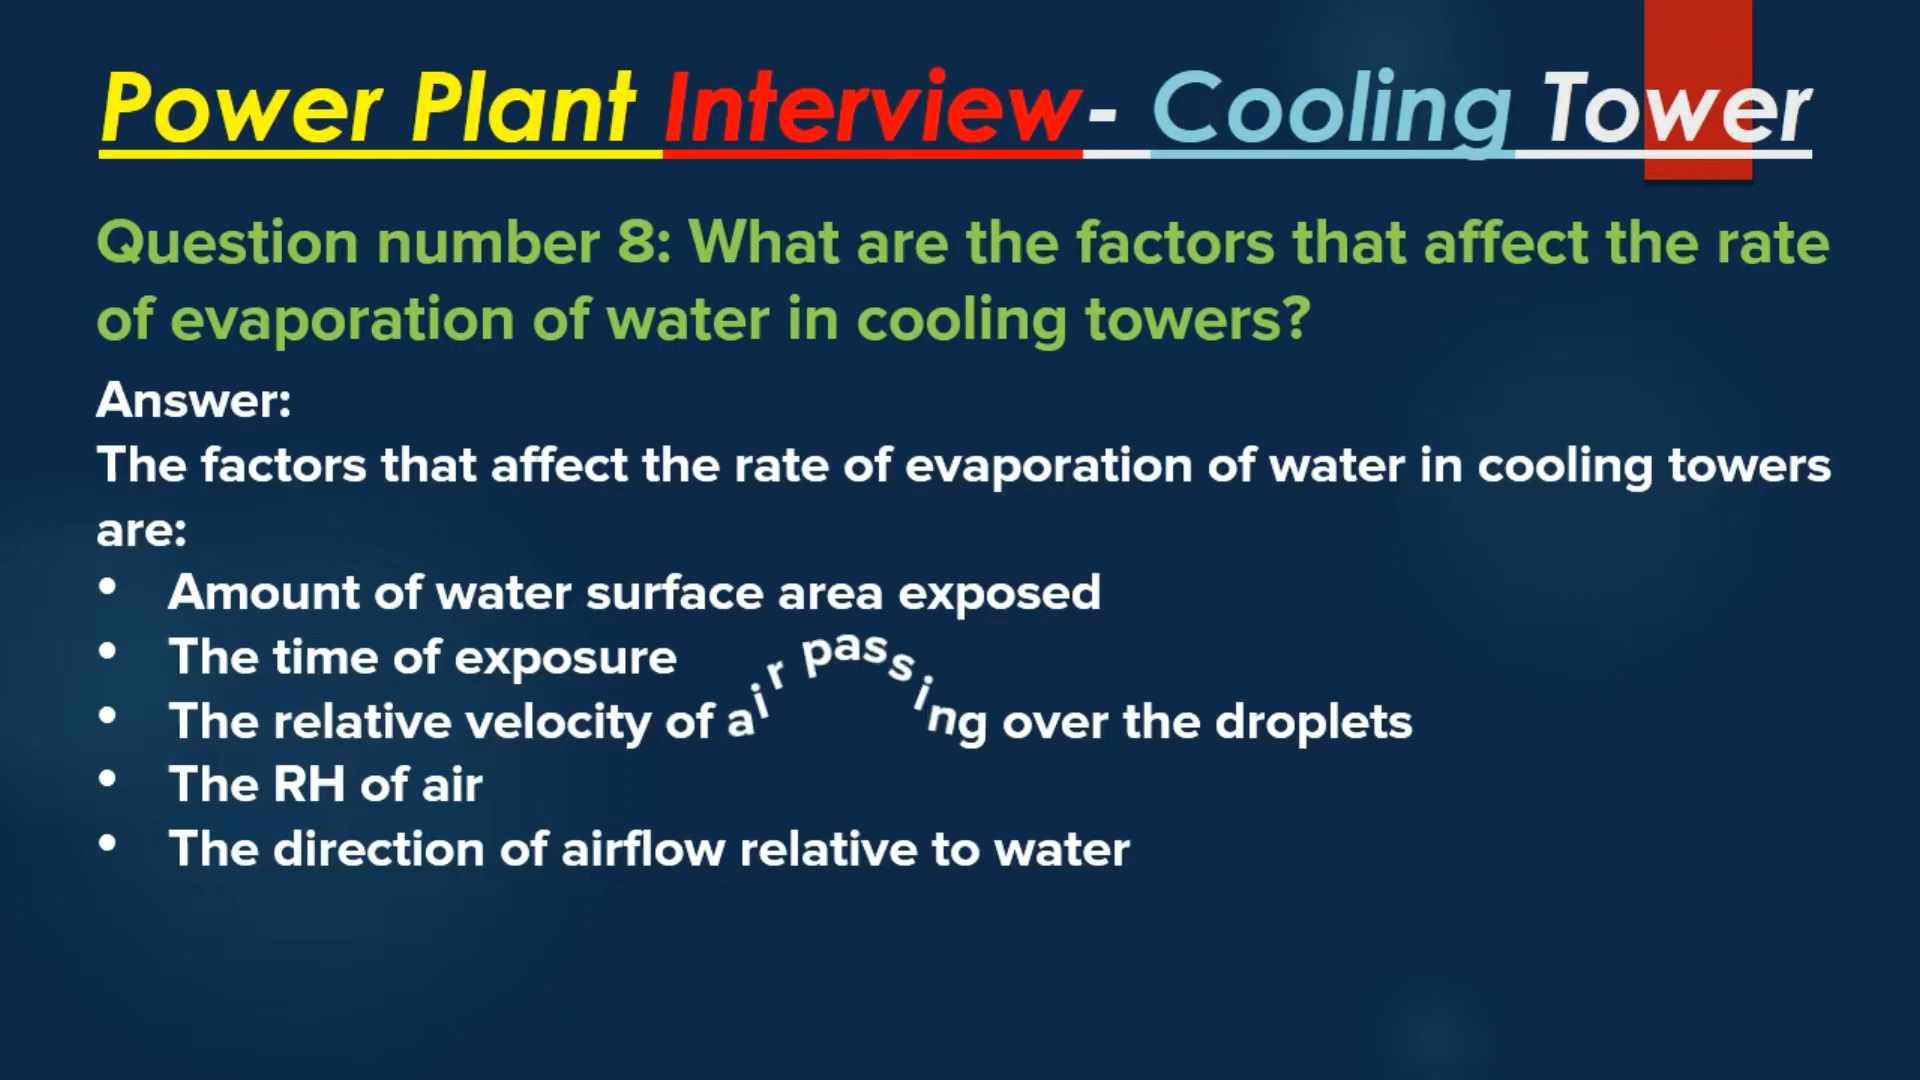 Power Plant Interview- Cooling Tower
Question number 8: What are the factors that affect the rate
of evaporation of water in cooling towers?
Answer:
The factors that affect the rate of evaporation of water in cooling towers
are:
• Amount of water surface area exposed
• The time of exposure
• The relative velocity of air passing over the droplets
• The RH of air
• The direction of airflow relative to water